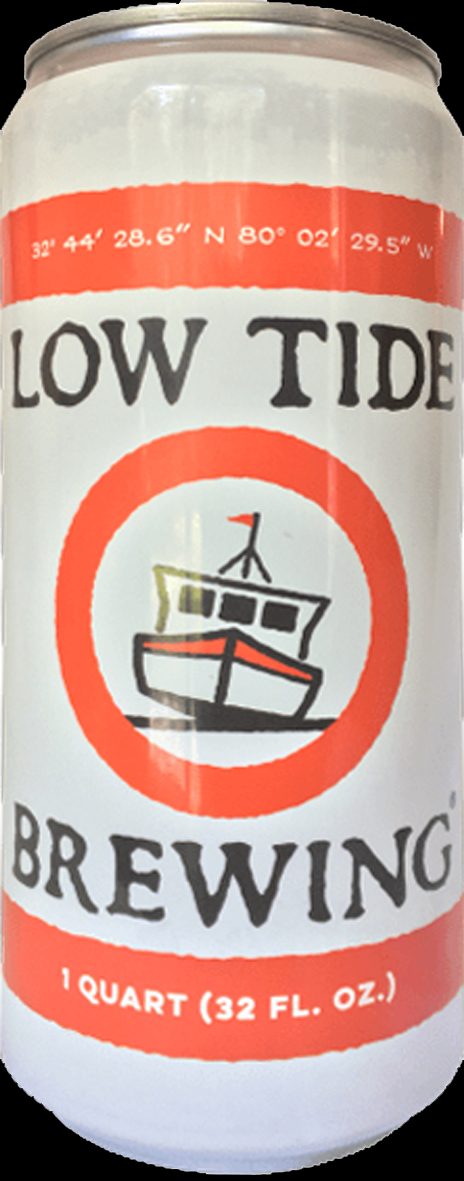 32° 44' 28.6" N 80° 02' 29.5" W
LOW TIDE
BREWING®
1 QUART (32 FL. OZ.)